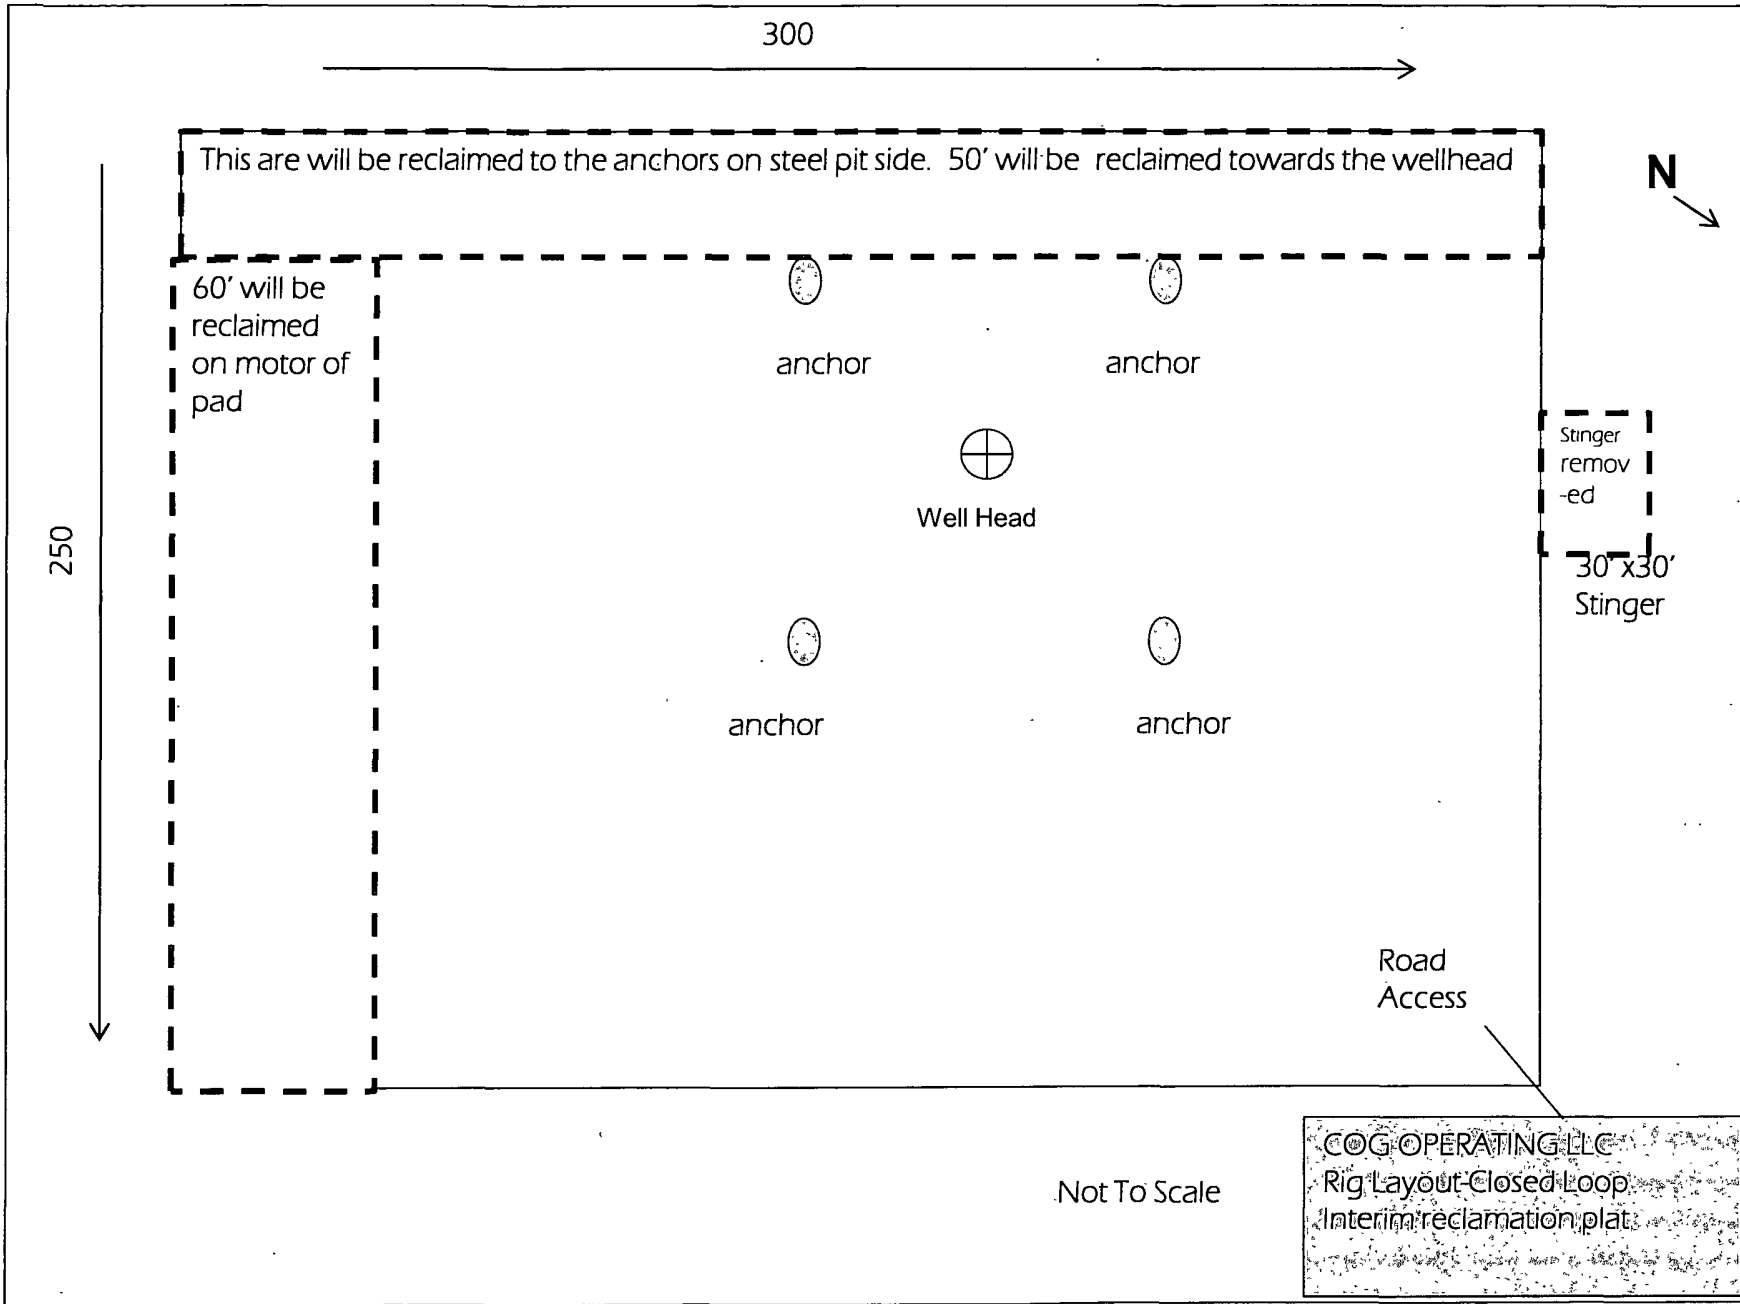 300
This are will be reclaimed to the anchors on steel pit side. 50' will be reclaimed towards the wellhead
N
60' will be
reclaimed
on motor of
pad
anchor
anchor
Stinger
remov
-ed
Well Head
250
30' x30'
Stinger
anchor
anchor
Road
Access
COG OPERATING LLC
Rig Layout-Closed Loop
Interim reclamation plat
Not To Scale